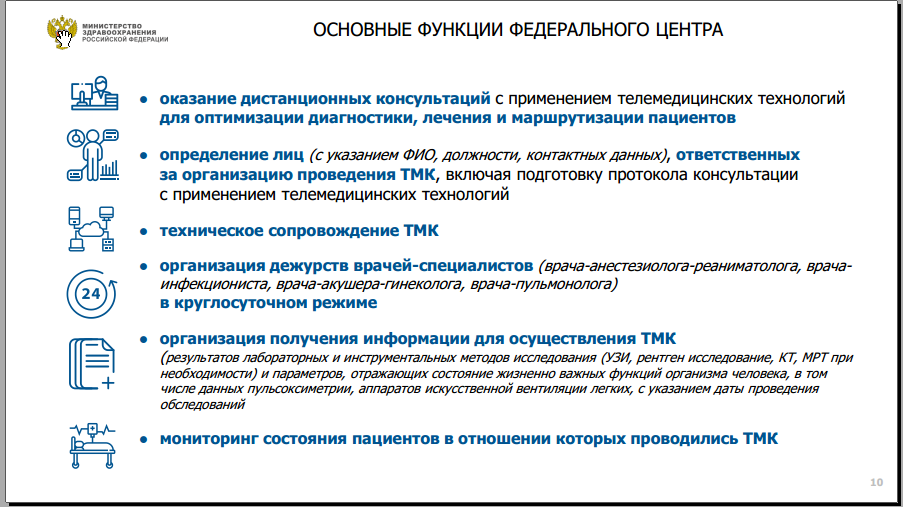 МИНИСТЕРСТВО
ЗДРАВООХРАНЕНИЯ
РОССИЙСКОЙ ФЕДЕРАЦИИ
ОСНОВНЫЕ ФУНКЦИИ ФЕДЕРАЛЬНОГО ЦЕНТРА
● оказание дистанционных консультаций с применением телемедицинских технологий
для оптимизации диагностики, лечения и маршрутизации пациентов
● определение лиц (с указанием ФИО, должности, контактных данных), ответственных
за организацию проведения ТМК, включая подготовку протокола консультации
с применением телемедицинских технологий
● техническое сопровождение ТМК
24
● организация дежурств врачей-специалистов (врача-анестезиолога-реаниматолога, врача-
инфекциониста, врача-акушера-гинеколога, врача-пульмонолога)
в круглосуточном режиме
● организация получения информации для осуществления ТМК
(результатов лабораторных и инструментальных методов исследования (УЗИ, рентген исследование, КТ, МРТ при
необходимости) и параметров, отражающих состояние жизненно важных функций организма человека, в том
числе данных пульсоксиметрии, аппаратов искусственной вентиляции легких, с указанием даты проведения
обследований
● мониторинг состояния пациентов в отношении которых проводились ТМК
10